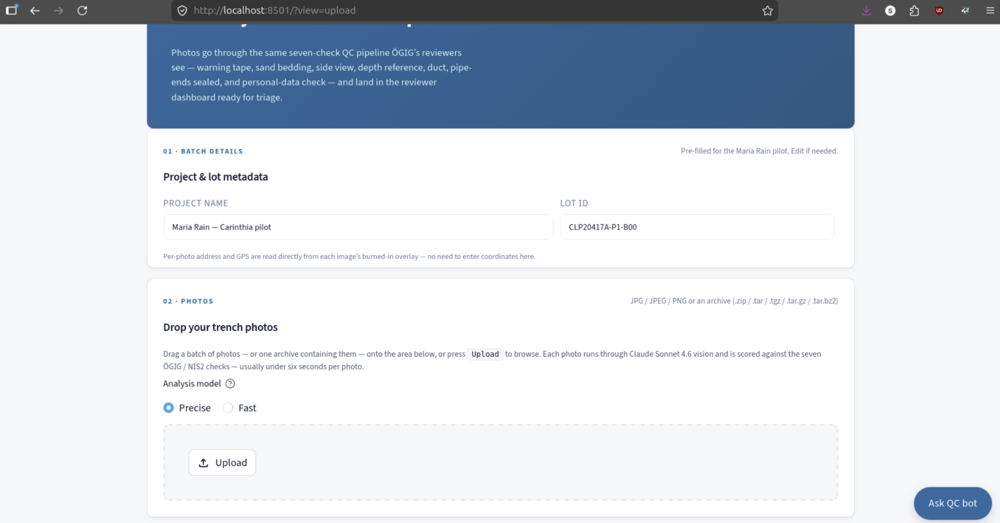 http://localhost:8501/?view=upload
Photos go through the same seven-check QC pipeline ÖGIG's reviewers
see — warning tape, sand bedding, side view, depth reference, duct, pipe-
ends sealed, and personal-data check — and land in the reviewer
dashboard ready for triage.
01 · BATCH DETAILS
Pre-filled for the Maria Rain pilot. Edit if needed.
Project & lot metadata
PROJECT NAME
LOT ID
Maria Rain — Carinthia pilot
CLP20417A-P1-B00
Per-photo address and GPS are read directly from each image's burned-in overlay — no need to enter coordinates here.
02 · PHOTOS
JPG / JPEG / PNG or an archive (.zip / .tar / .tgz / .tar.gz / .tar.bz2)
Drop your trench photos
Drag a batch of photos — or one archive containing them — onto the area below, or press Upload to browse. Each photo runs through Claude Sonnet 4.6 vision and is scored against the seven
ÖGIG / NIS2 checks — usually under six seconds per photo.
Analysis model ?
Precise Fast
Upload
Ask QC bot